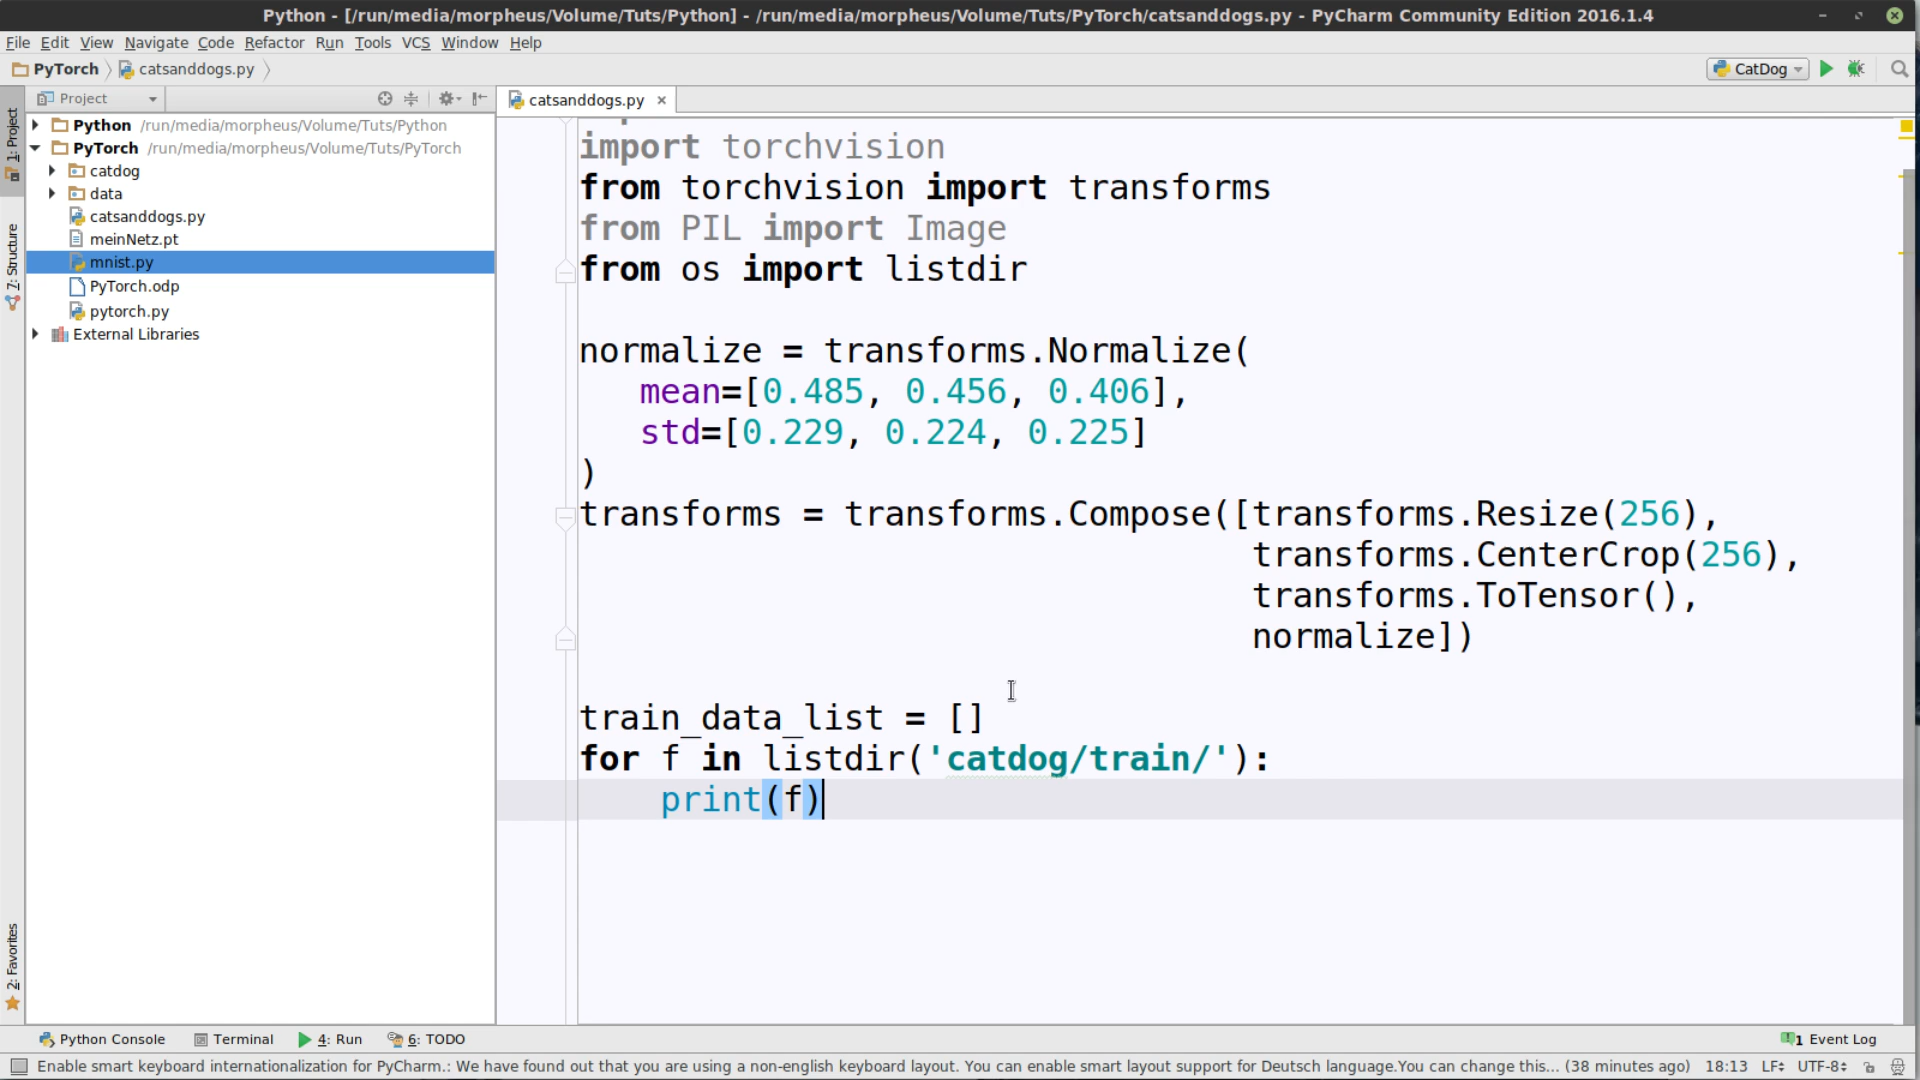 Python - [/run/media/morpheus/Volume/Tuts/Python] - /run/media/morpheus/Volume/Tuts/PyTorch/catsanddogs.py - PyCharm Community Edition 2016.1.4
File Edit View Navigate Code Refactor Run Tools VCS Window Help
PyTorch catsanddogs.py
CatDog
Project
catsanddogs.py
1: Project
7: Structure
2: Favorites
Python /run/media/morpheus/Volume/Tuts/Python
PyTorch /run/media/morpheus/Volume/Tuts/PyTorch
catdog
data
catsanddogs.py
meinNetz.pt
mnist.py
PyTorch.odp
pytorch.py
External Libraries
import torchvision
from torchvision import transforms
from PIL import Image
from os import listdir
normalize = transforms.Normalize(
mean=[0.485, 0.456, 0.406],
std=[0.229, 0.224, 0.225]
)
transforms = transforms.Compose([transforms.Resize(256),
transforms.CenterCrop(256),
transforms.ToTensor(),
normalize])
train_data_list = []
for f in listdir('catdog/train/'):
print(f)
Python Console Terminal 4: Run 6: TODO
1 Event Log
Enable smart keyboard internationalization for PyCharm.: We have found out that you are using a non-english keyboard layout. You can enable smart layout support for Deutsch language.You can change this... (38 minutes ago) 18:13 LF UTF-8